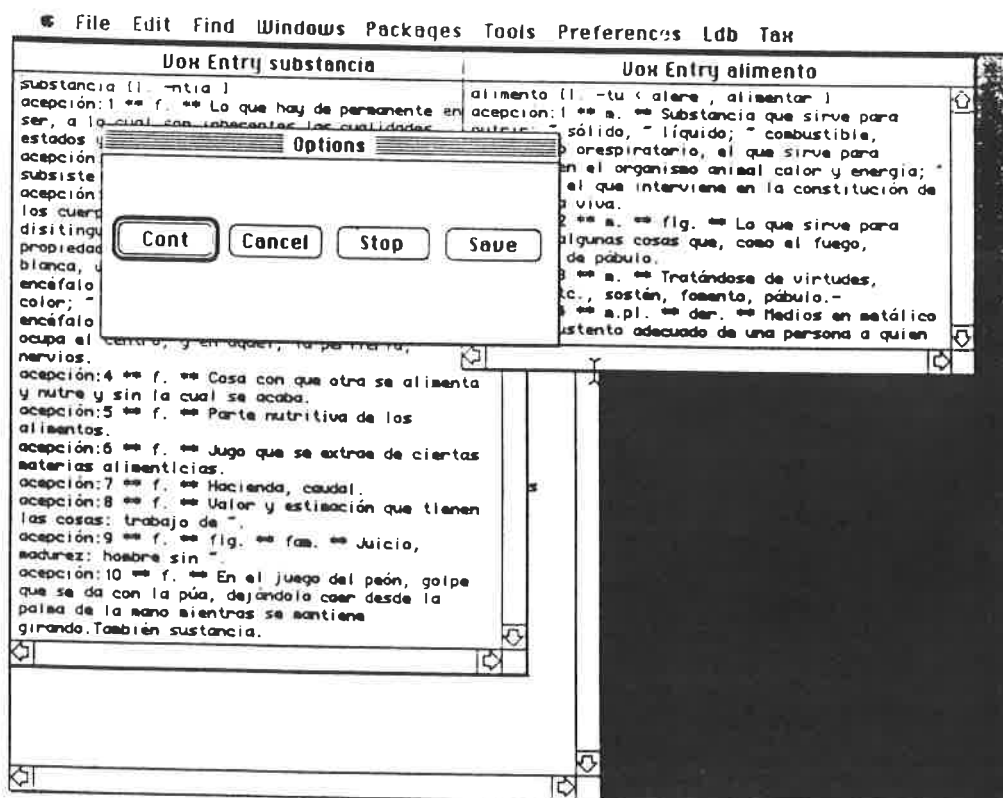 File Edit Find Windows Packages Tools Preferences Ldb Tax
Vox Entry substancia
substancia [l. -ntia ]
acepción:1 ** f. ** Lo que hay de permanente en
ser, a lo cual son inherentes las cualidades
estados
acepción
subsiste
acepción
los cuerp
disitingu
propiedad
blanca,
encéfalo
color; ~
encéfalo
ocupa el centro, y en aquel, la periferia,
nervios.
acepción:4 ** f. ** Cosa con que otra se alimenta
y nutre y sin la cual se acaba.
acepción:5 ** f. ** Parte nutritiva de los
alimentos.
acepción:6 ** f. ** Jugo que se extrae de ciertas
materias alimenticias.
acepción:7 ** f. ** Hacienda, caudal.
acepción:8 ** f. ** Valor y estimación que tienen
las cosas: trabajo de ~.
acepción:9 ** f. ** fig. ** fam. ** Juicio,
madurez: hombre sin ~.
acepción:10 ** f. ** En el juego del peón, golpe
que se da con la púa, dejándola caer desde la
palma de la mano mientras se mantiene
girando.También sustancia.
Vox Entry alimento
alimento [l. -tu < alere , alimentar ]
acepción:1 ** m. ** Substancia que sirve para
nutrir: ~ sólido, ~ líquido; ~ combustible,
o orespiratorio, el que sirve para
en el organismo animal calor y energía; ~
el que interviene en la constitución de
a viva.
2 ** m. ** fig. ** Lo que sirve para
algunas cosas que, como el fuego,
de pábulo.
3 ** m. ** Tratándose de virtudes,
tc., sostén, fomento, pábulo.-
** m.pl. ** der. ** Medios en metálico
ustento adecuado de una persona a quien
Options
Cont Cancel Stop Save
s